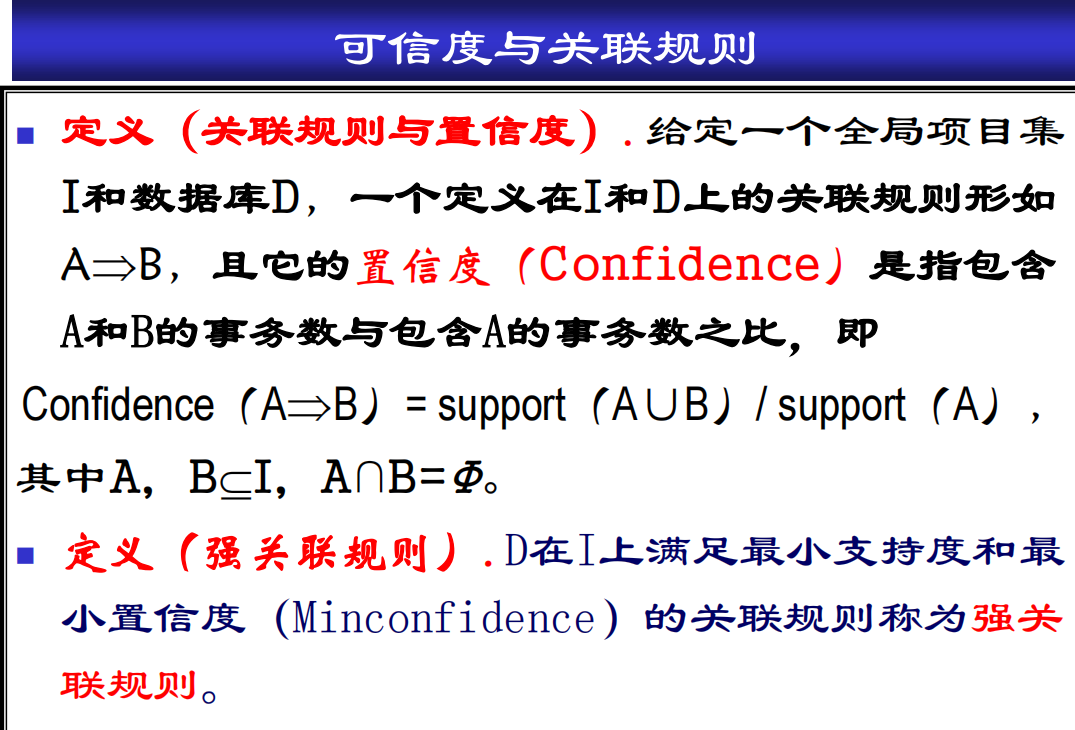 可信度与关联规则
定义（关联规则与置信度）.给定一个全局项目集
I和数据库D，一个定义在I和D上的关联规则形如
A⇒B，且它的置信度（Confidence）是指包含
A和B的事务数与包含A的事务数之比，即
Confidence（A⇒B）= support（A∪B）/ support（A），
其中A，B⊆I，A∩B=Φ。
定义（强关联规则）.D在I上满足最小支持度和最
小置信度（Minconfidence）的关联规则称为强关
联规则。